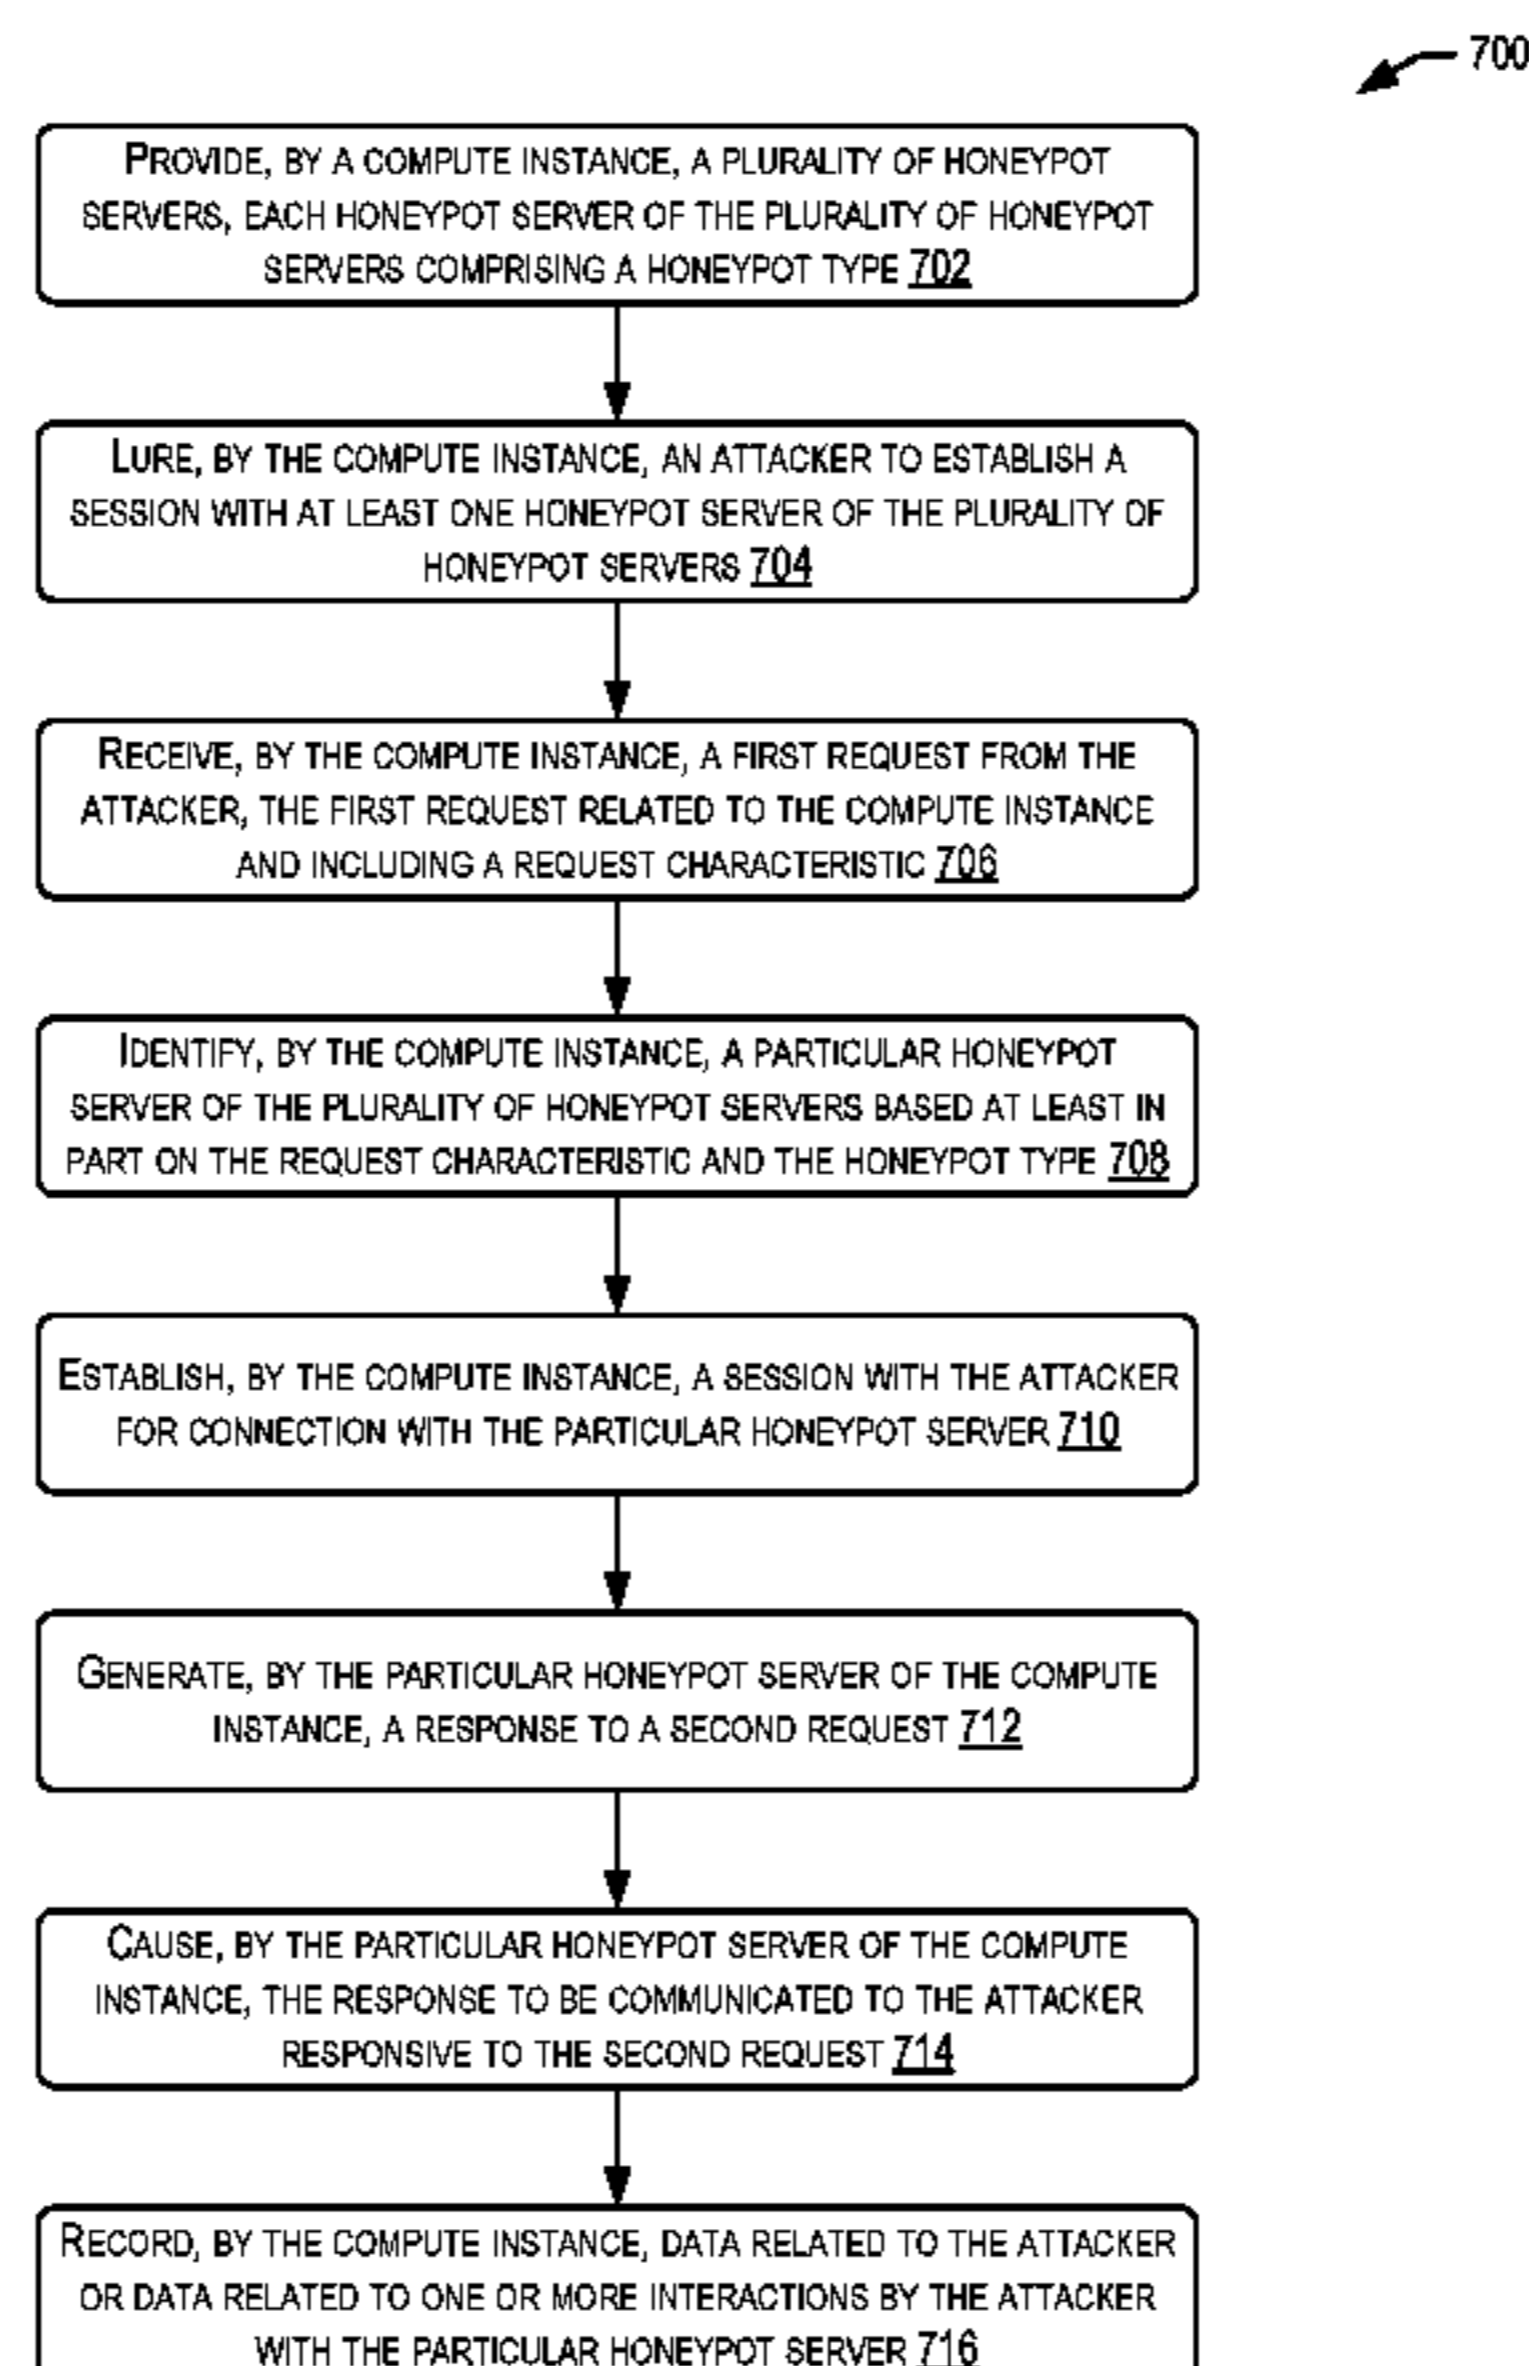 700
PROVIDE, BY A COMPUTE INSTANCE, A PLURALITY OF HONEYPOT
SERVERS, EACH HONEYPOT SERVER OF THE PLURALITY OF HONEYPOT
SERVERS COMPRISING A HONEYPOT TYPE 702
LURE, BY THE COMPUTE INSTANCE, AN ATTACKER TO ESTABLISH A
SESSION WITH AT LEAST ONE HONEYPOT SERVER OF THE PLURALITY OF
HONEYPOT SERVERS 704
RECEIVE, BY THE COMPUTE INSTANCE, A FIRST REQUEST FROM THE
ATTACKER, THE FIRST REQUEST RELATED TO THE COMPUTE INSTANCE
AND INCLUDING A REQUEST CHARACTERISTIC 706
IDENTIFY, BY THE COMPUTE INSTANCE, A PARTICULAR HONEYPOT
SERVER OF THE PLURALITY OF HONEYPOT SERVERS BASED AT LEAST IN
PART ON THE REQUEST CHARACTERISTIC AND THE HONEYPOT TYPE 708
ESTABLISH, BY THE COMPUTE INSTANCE, A SESSION WITH THE ATTACKER
FOR CONNECTION WITH THE PARTICULAR HONEYPOT SERVER 710
GENERATE, BY THE PARTICULAR HONEYPOT SERVER OF THE COMPUTE
INSTANCE, A RESPONSE TO A SECOND REQUEST 712
CAUSE, BY THE PARTICULAR HONEYPOT SERVER OF THE COMPUTE
INSTANCE, THE RESPONSE TO BE COMMUNICATED TO THE ATTACKER
RESPONSIVE TO THE SECOND REQUEST 714
RECORD, BY THE COMPUTE INSTANCE, DATA RELATED TO THE ATTACKER
OR DATA RELATED TO ONE OR MORE INTERACTIONS BY THE ATTACKER
WITH THE PARTICULAR HONEYPOT SERVER 716